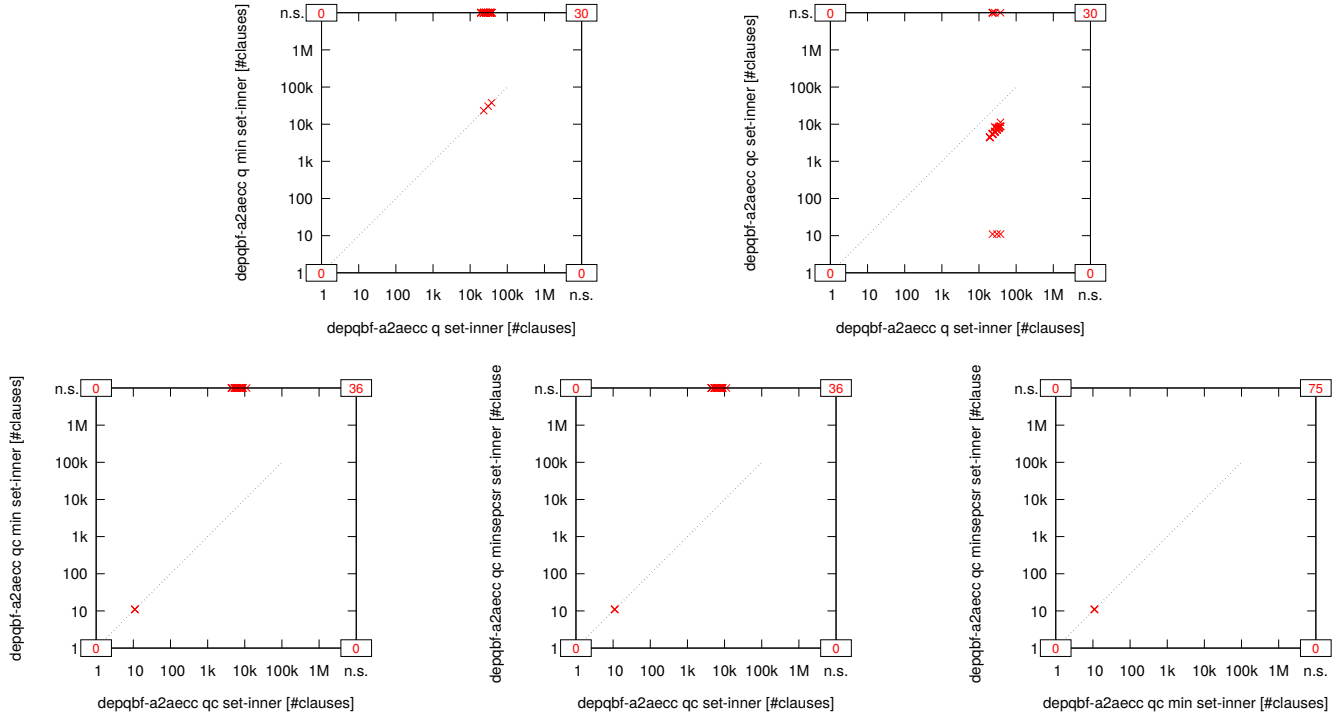 n.s.
0
30
1M
100k
10k
1k
100
10
1
0
0
1 10 100 1k 10k 100k 1M n.s.
depqbf-a2aecc q min set-inner [#clauses]
depqbf-a2aecc q set-inner [#clauses]
n.s.
0
30
1M
100k
10k
1k
100
10
1
0
0
1 10 100 1k 10k 100k 1M n.s.
depqbf-a2aecc qc set-inner [#clauses]
depqbf-a2aecc q set-inner [#clauses]
n.s.
0
36
1M
100k
10k
1k
100
10
1
0
0
1 10 100 1k 10k 100k 1M n.s.
depqbf-a2aecc qc min set-inner [#clauses]
depqbf-a2aecc qc set-inner [#clauses]
n.s.
0
36
1M
100k
10k
1k
100
10
1
0
0
1 10 100 1k 10k 100k 1M n.s.
depqbf-a2aecc qc minsepcsr set-inner [#clause
depqbf-a2aecc qc set-inner [#clauses]
n.s.
0
75
1M
100k
10k
1k
100
10
1
0
0
1 10 100 1k 10k 100k 1M n.s.
depqbf-a2aecc qc minsepcsr set-inner [#clause
depqbf-a2aecc qc min set-inner [#clauses]